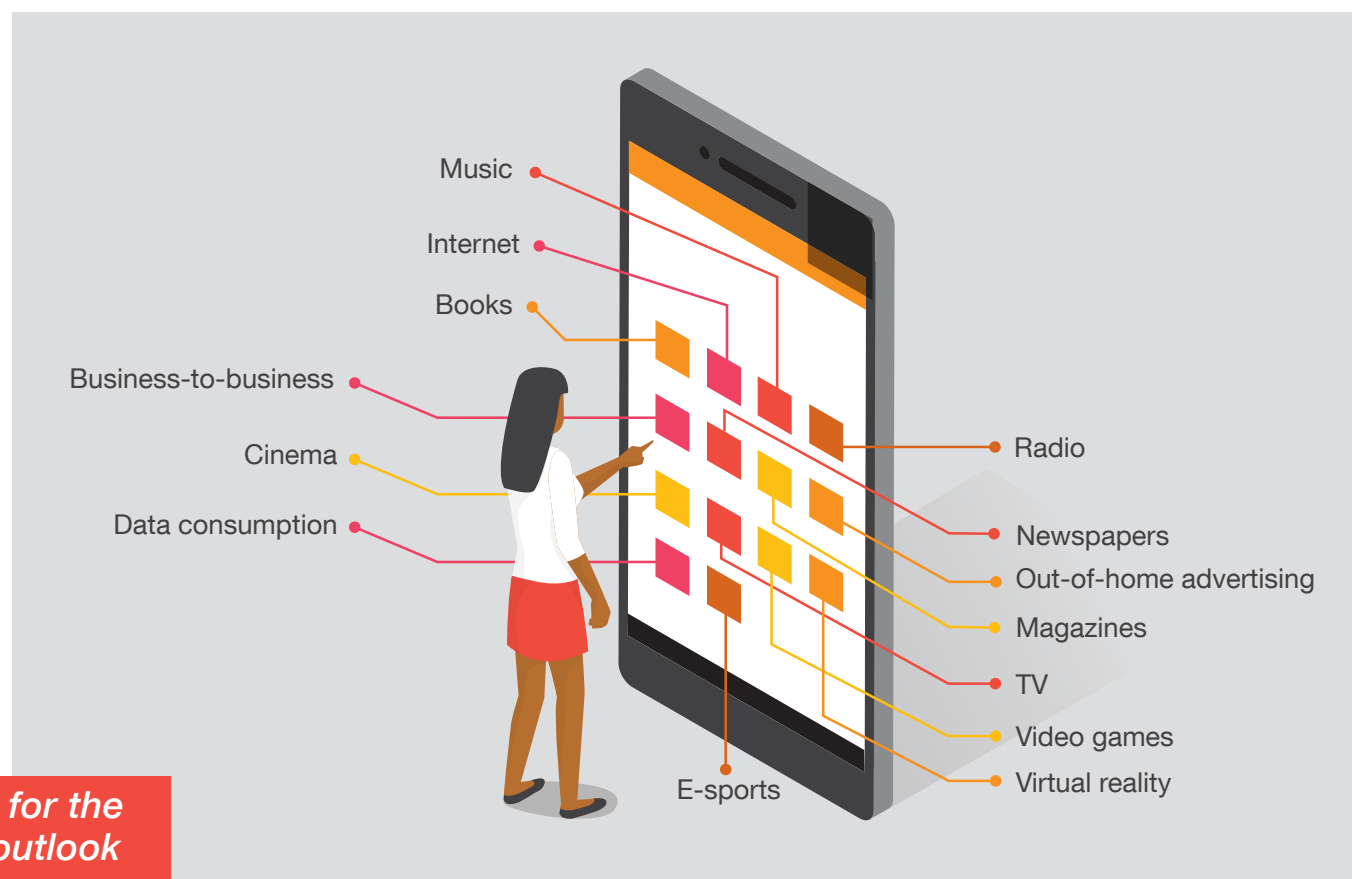 Music
Internet
Books
Business-to-business
Cinema
Data consumption
Radio
Newspapers
Out-of-home advertising
Magazines
TV
Video games
Virtual reality
E-sports
for the
outlook